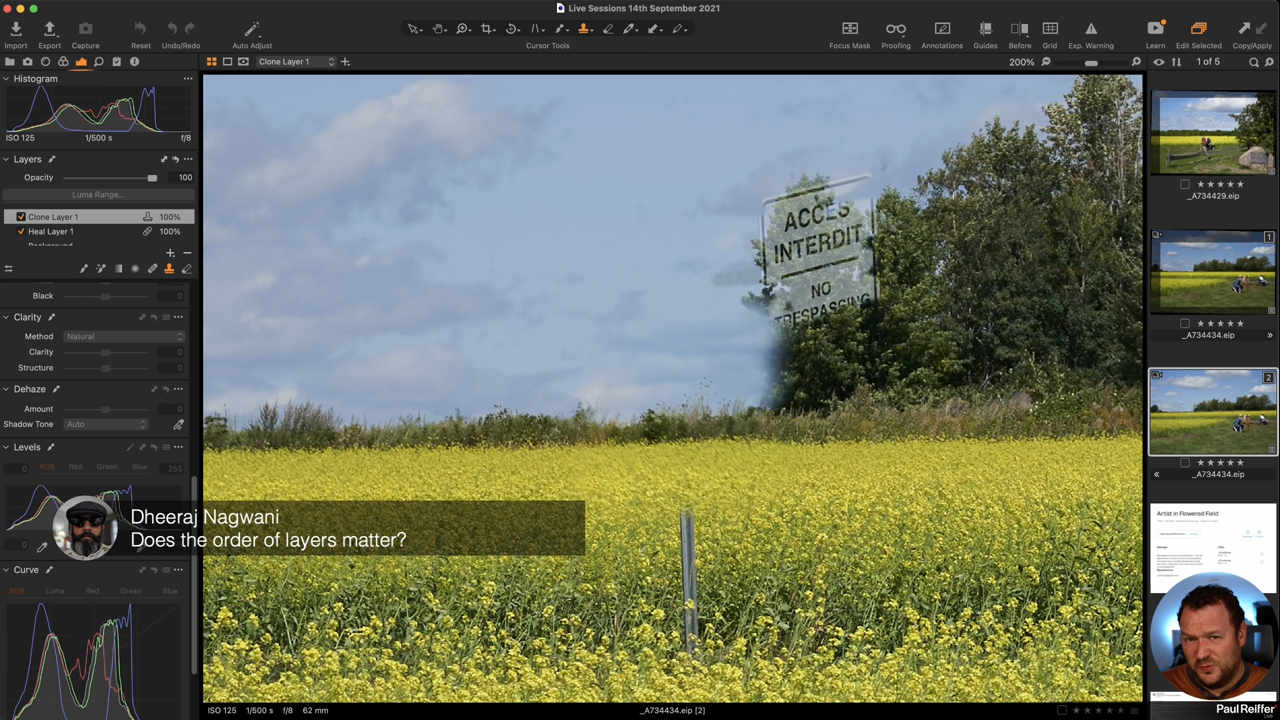 Live Sessions 14th September 2021
Import Export Capture Reset Undo/Redo Auto Adjust Cursor Tools Focus Mask Proofing Annotations Guides Before Grid Exp. Warning Learn Edit Selected Copy/Apply
Clone Layer 1
200%
1 of 5
Histogram
ISO 125 1/500 s f/8
Layers
Opacity 100
Luma Range...
Clone Layer 1 100%
Heal Layer 1 100%
Black 0
Clarity
Method Natural
Clarity 0
Structure 0
Dehaze
Amount 0
Shadow Tone Auto
Levels
0 RGB Red Green Blue 255
0
Curve
RGB Luma Red Green Blue
ACCÈS
INTERDIT
NO
TRESPASSING
Dheeraj Nagwani
Does the order of layers matter?
ISO 125 1/500 s f/8 62 mm
_A734434.eip [2]
_A734429.eip
1
_A734434.eip
2
_A734434.eip
Artist in Flowered Field
Paul Reiffer
Live